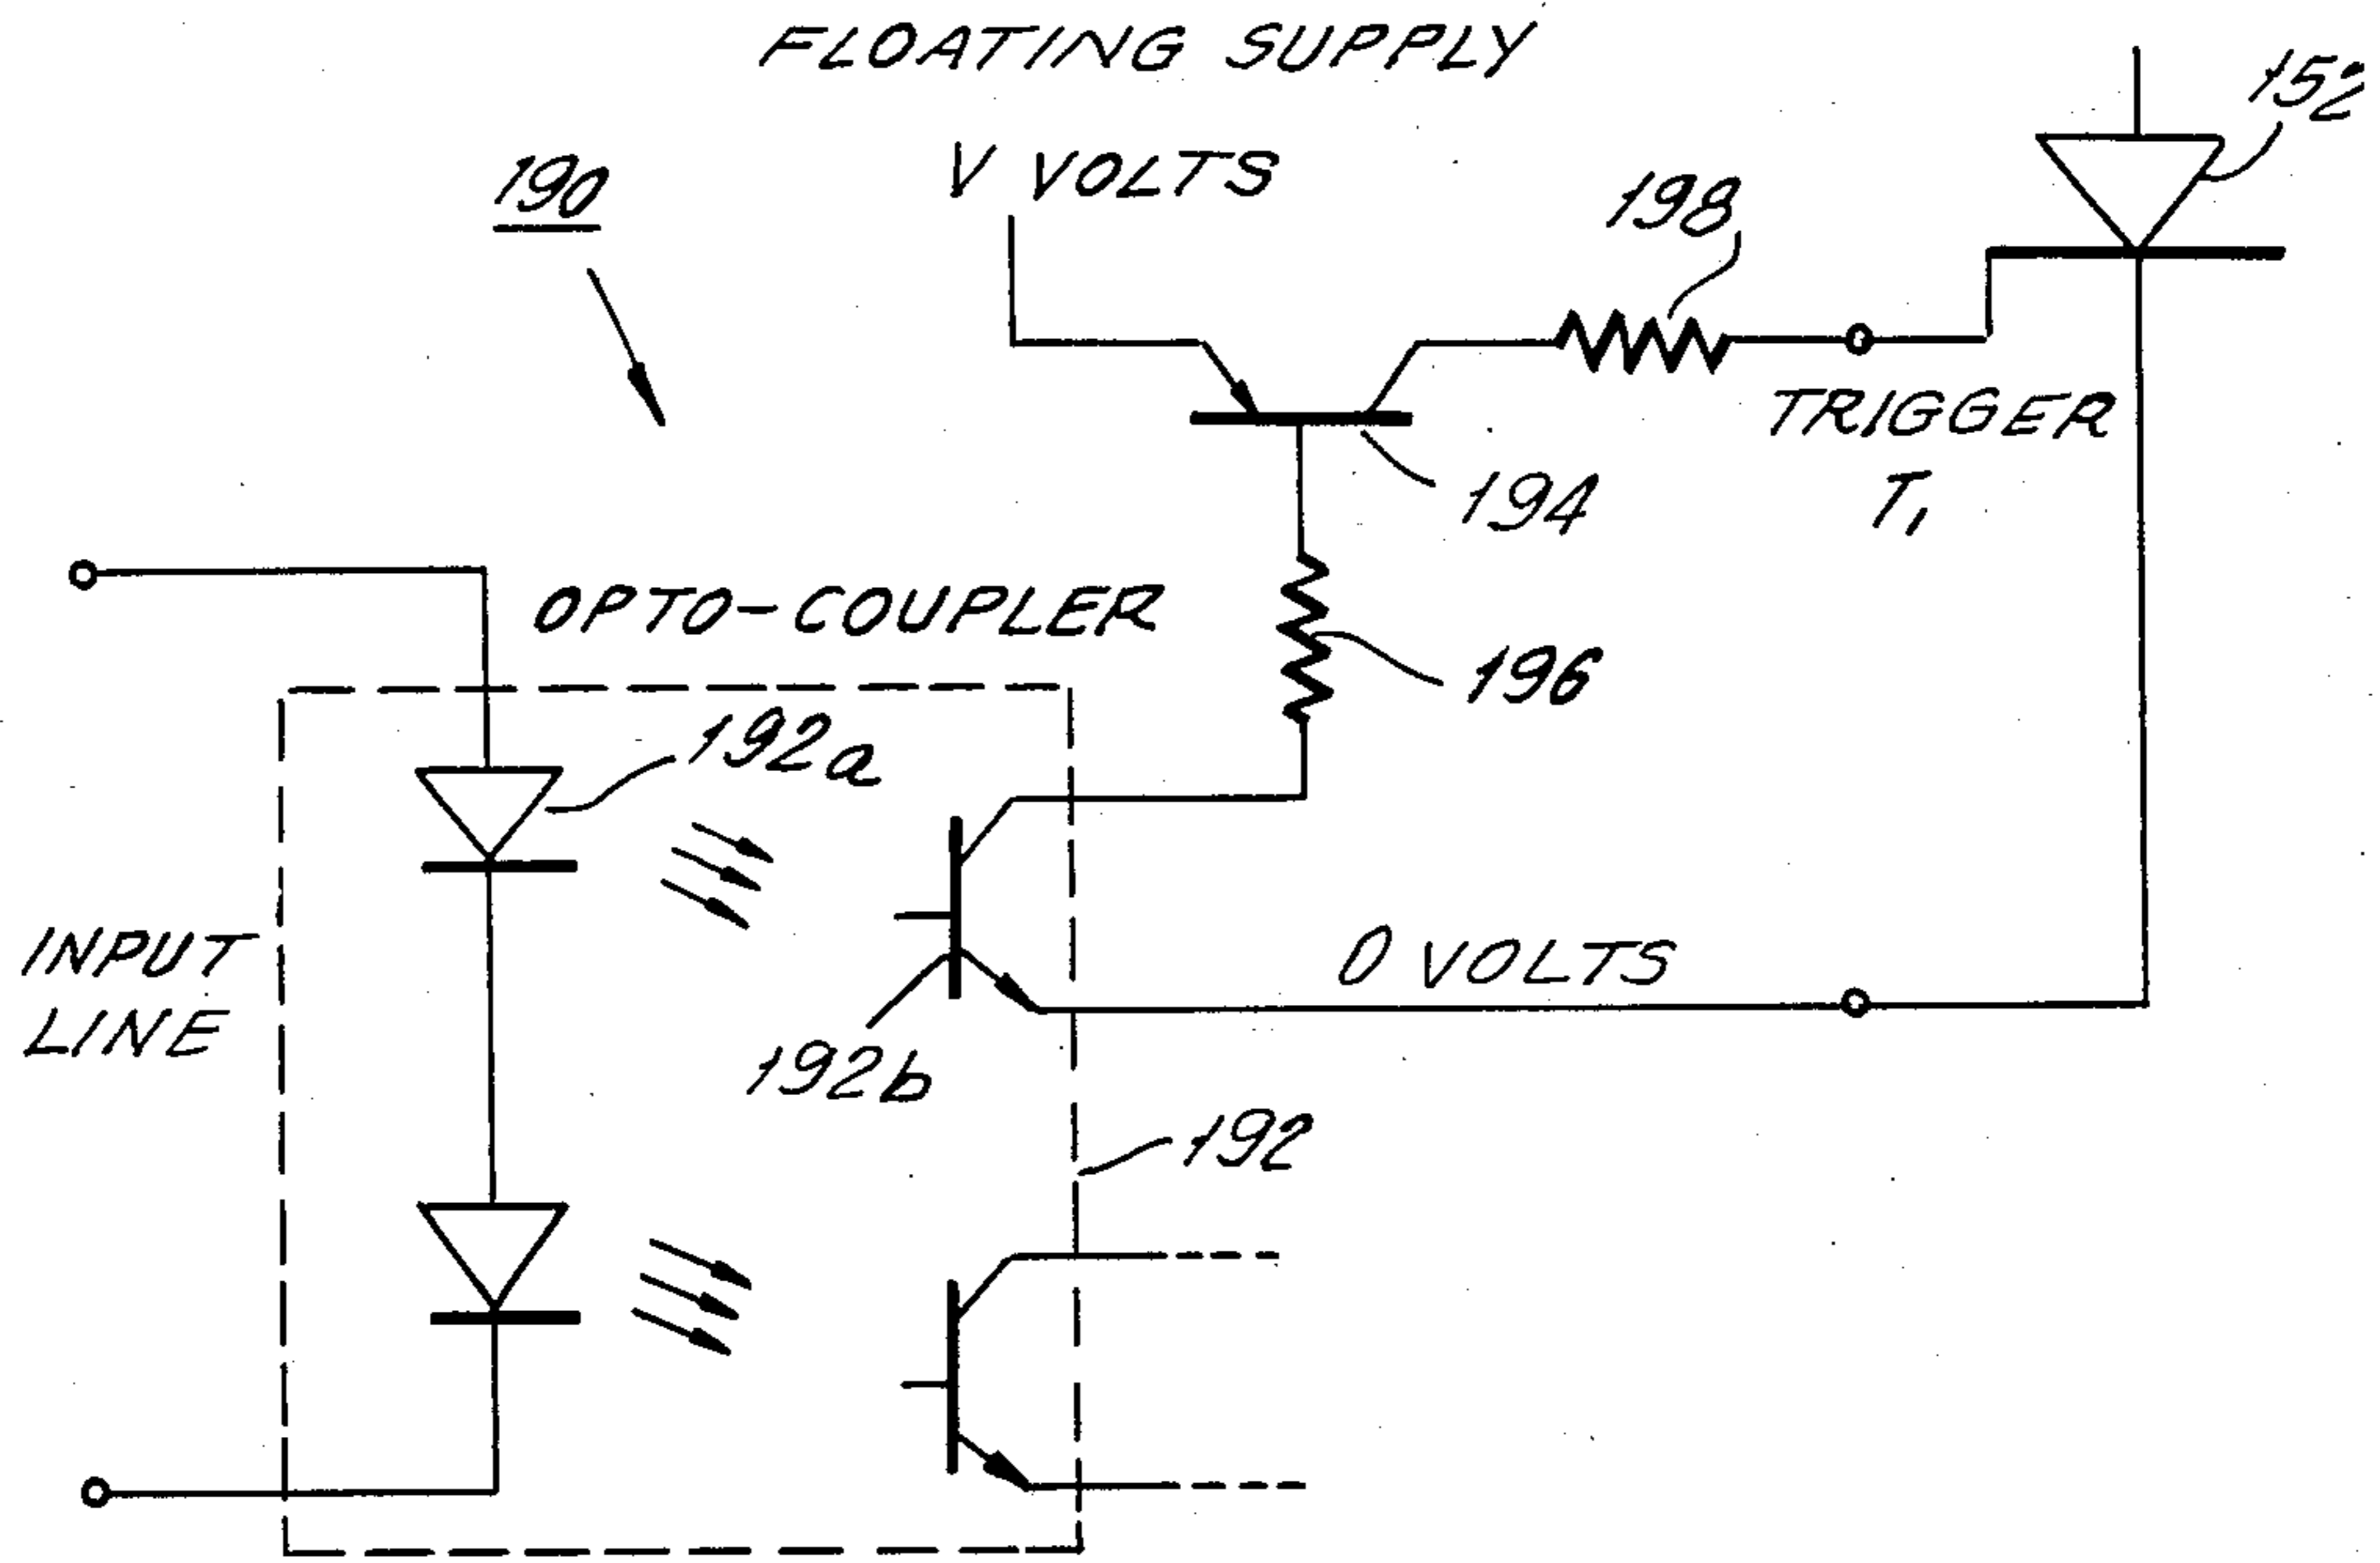 FLOATING SUPPLY
V VOLTS
152
190
198
TRIGGER
T1
194
OPTO-COUPLER
196
192a
INPUT
LINE
0 VOLTS
192b
192